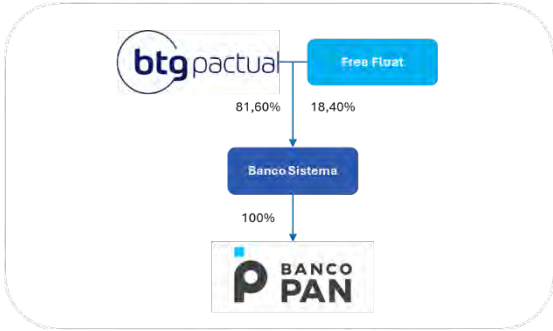 btg pactual
Free Float
81,60%
18,40%
Banco Sistema
100%
BANCO
PAN